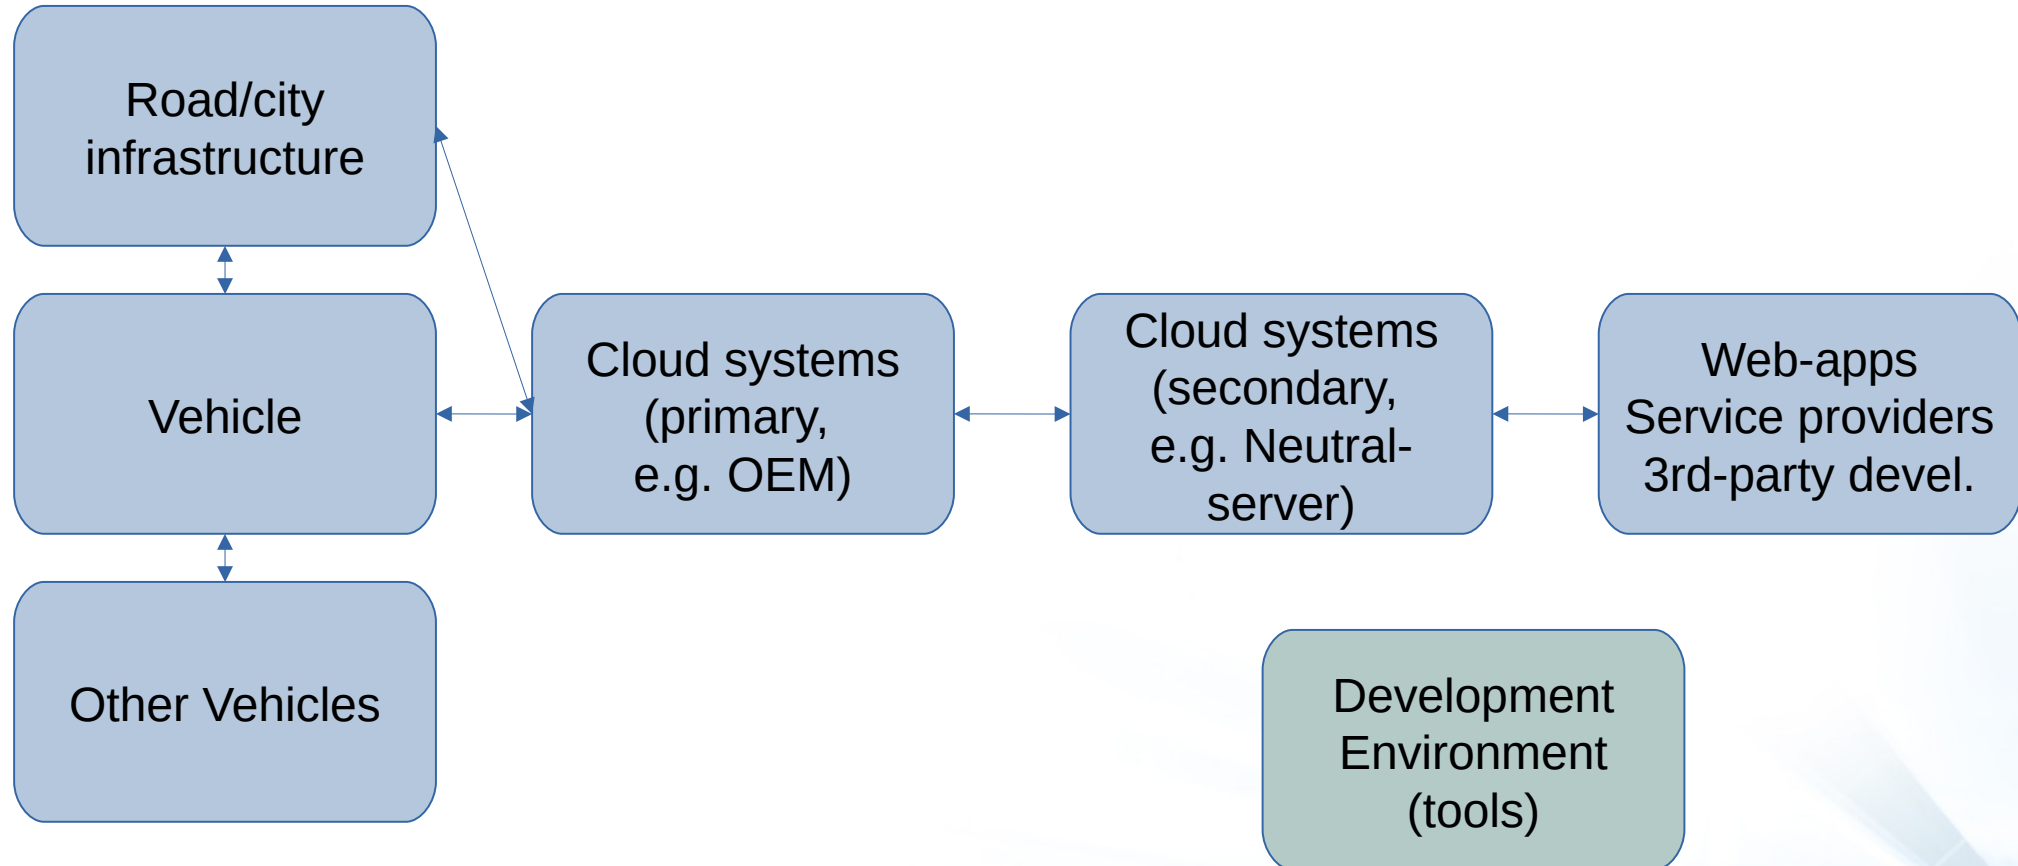 Road/city
infrastructure
Vehicle
Other Vehicles
Cloud systems
(primary,
e.g. OEM)
Cloud systems
(secondary,
e.g. Neutral-
server)
Web-apps
Service providers
3rd-party devel.
Development
Environment
(tools)